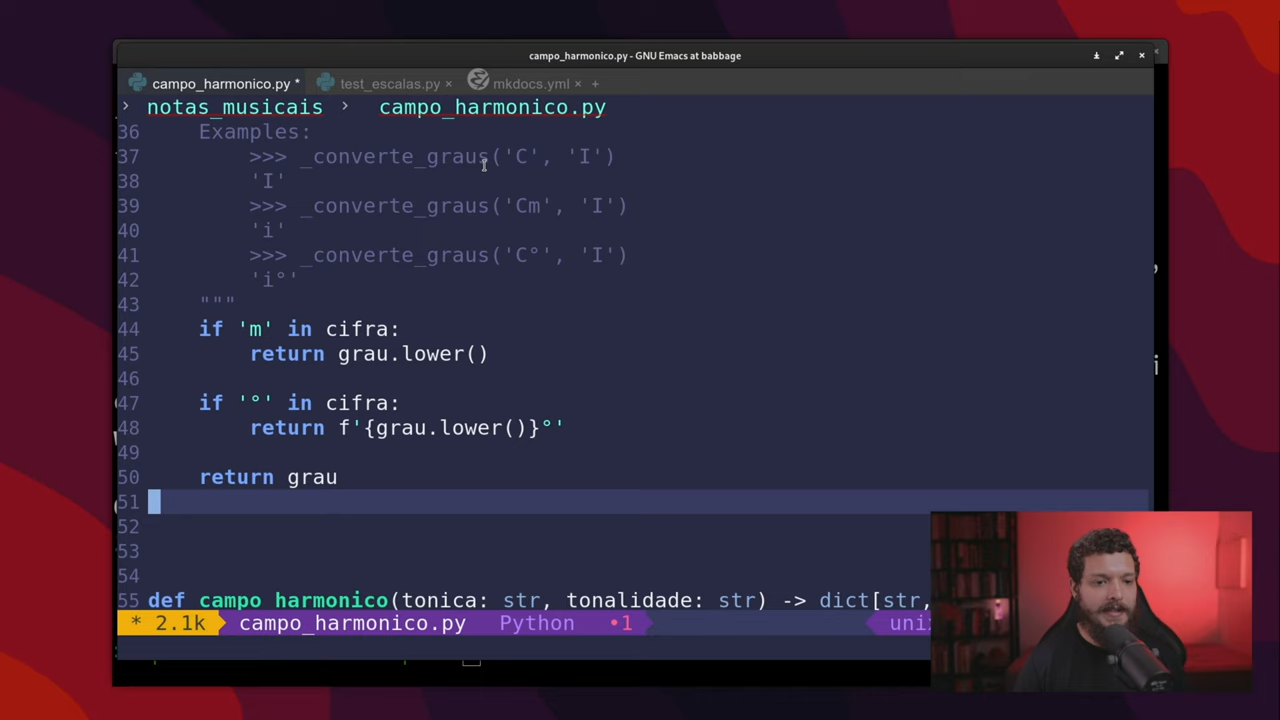 campo_harmonico.py - GNU Emacs at babbage
campo_harmonico.py * test_escalas.py × mkdocs.yml × +
> notas_musicais > campo_harmonico.py
36 Examples:
37 >>> _converte_graus('C', 'I')
38 'I'
39 >>> _converte_graus('Cm', 'I')
40 'i'
41 >>> _converte_graus('C°', 'I')
42 'i°'
43 """
44 if 'm' in cifra:
45 return grau.lower()
46
47 if '°' in cifra:
48 return f'{grau.lower()}°'
49
50 return grau
51
52
53
54
55 def campo_harmonico(tonica: str, tonalidade: str) -> dict[str,
* 2.1k campo_harmonico.py Python •1 uni